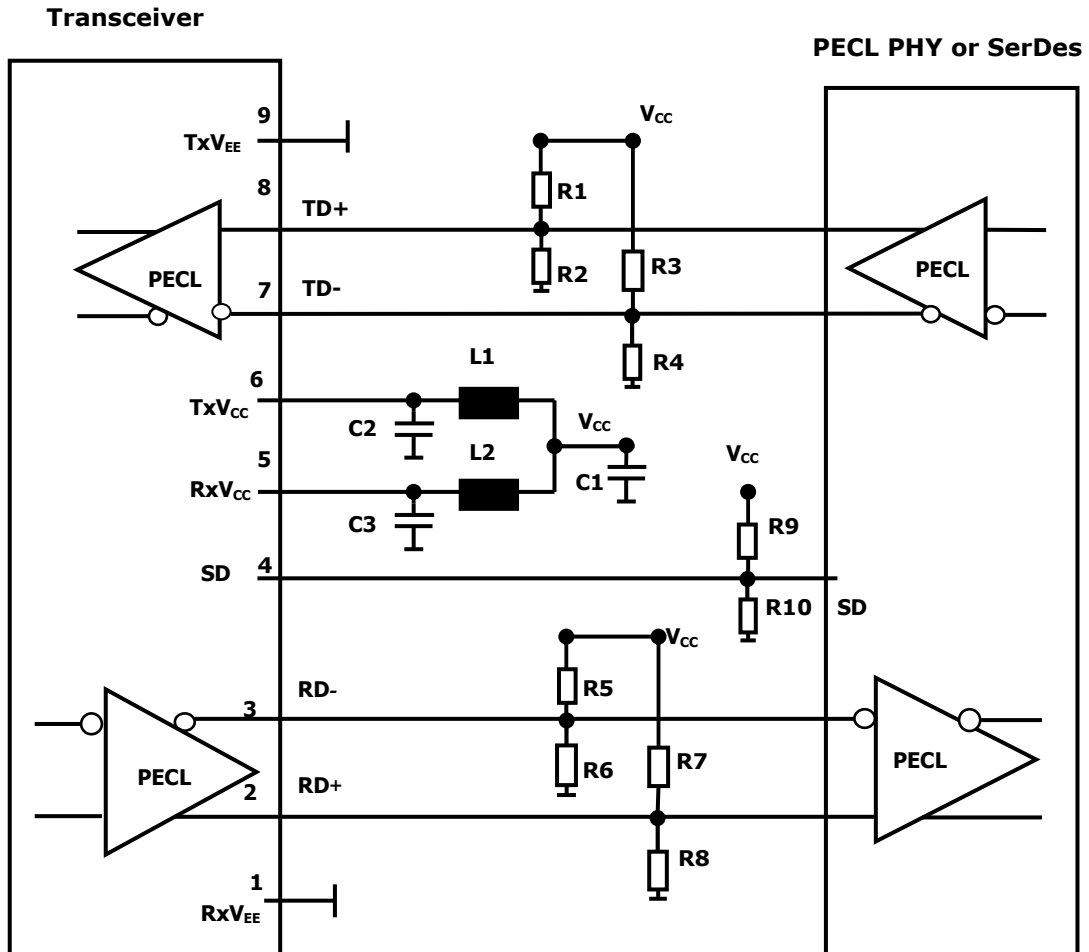 Transceiver
PECL PHY or SerDes
9
TxVEE
VCC
8
TD+
R1
PECL
R2
R3
PECL
7
TD-
R4
L1
6
TxVCC
C2
VCC
L2
5
RxVCC
C1
VCC
C3
R9
SD
4
R10
SD
VCC
RD-
R5
3
PECL
R6
R7
PECL
2
RD+
R8
1
RxVEE